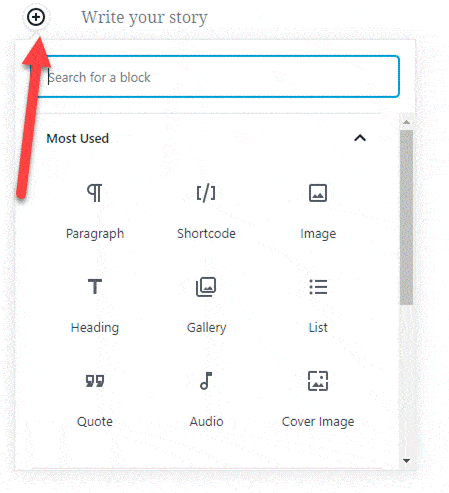 Write your story
Search for a block
Most Used
Paragraph Shortcode Image
Heading Gallery List
Quote Audio Cover Image